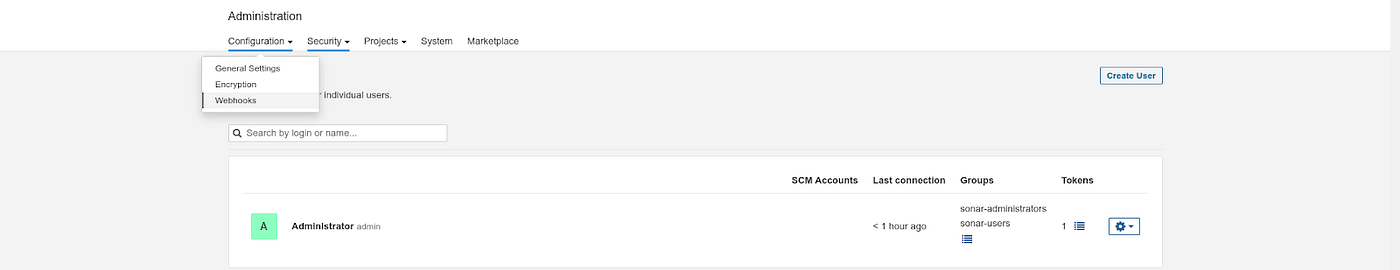 Administration
Configuration Security Projects System Marketplace
General Settings
Encryption
Webhooks
individual users.
Create User
Search by login or name...
SCM Accounts Last connection Groups Tokens
A Administrator admin < 1 hour ago sonar-administrators
sonar-users
1